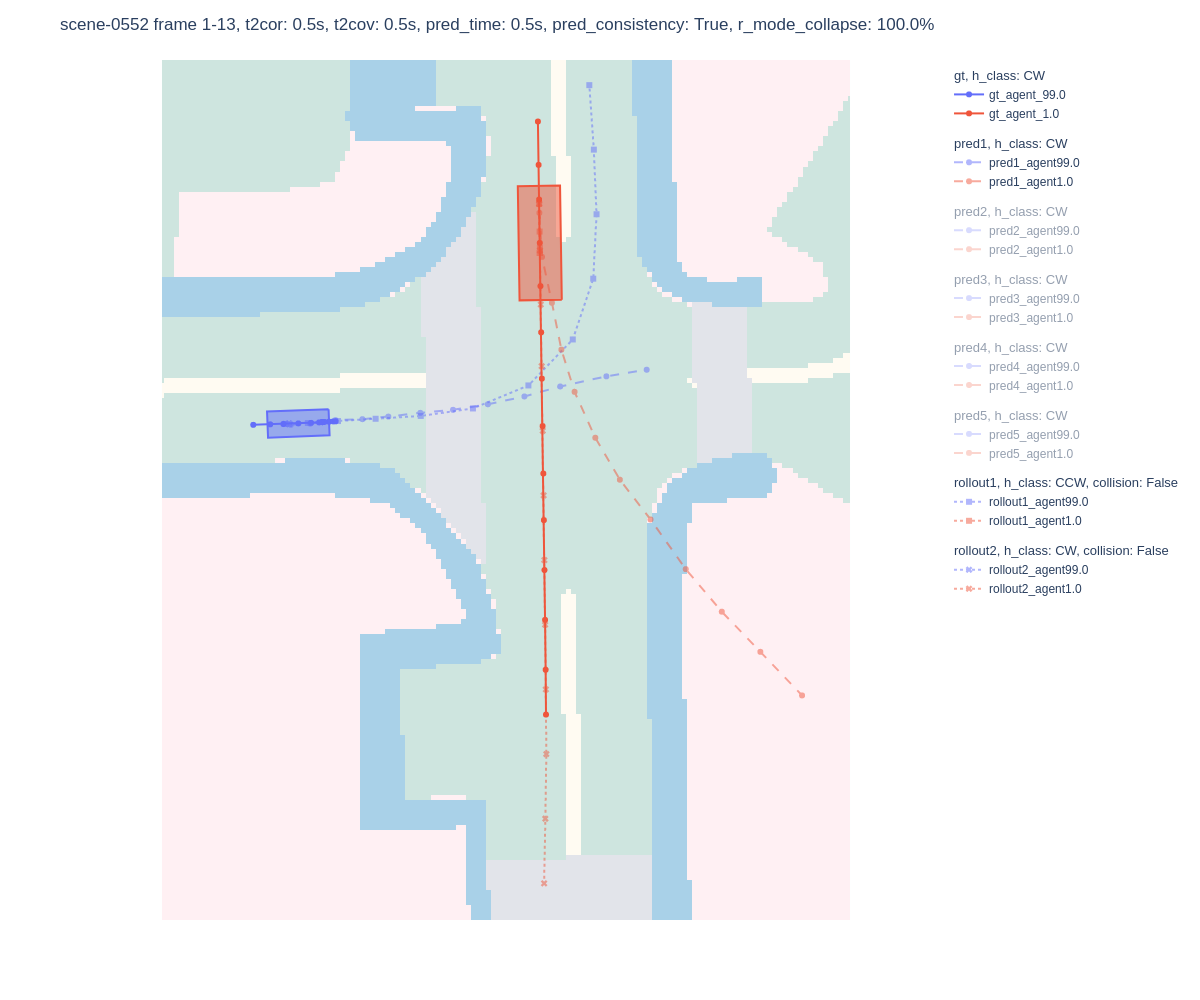 scene-0552 frame 1-13, t2cor: 0.5s, t2cov: 0.5s, pred_time: 0.5s, pred_consistency: True, r_mode_collapse: 100.0%
gt, h_class: CW
gt_agent_99.0
gt_agent_1.0
pred1, h_class: CW
pred1_agent99.0
pred1_agent1.0
pred2, h_class: CW
pred2_agent99.0
pred2_agent1.0
pred3, h_class: CW
pred3_agent99.0
pred3_agent1.0
pred4, h_class: CW
pred4_agent99.0
pred4_agent1.0
pred5, h_class: CW
pred5_agent99.0
pred5_agent1.0
rollout1, h_class: CCW, collision: False
rollout1_agent99.0
rollout1_agent1.0
rollout2, h_class: CW, collision: False
rollout2_agent99.0
rollout2_agent1.0